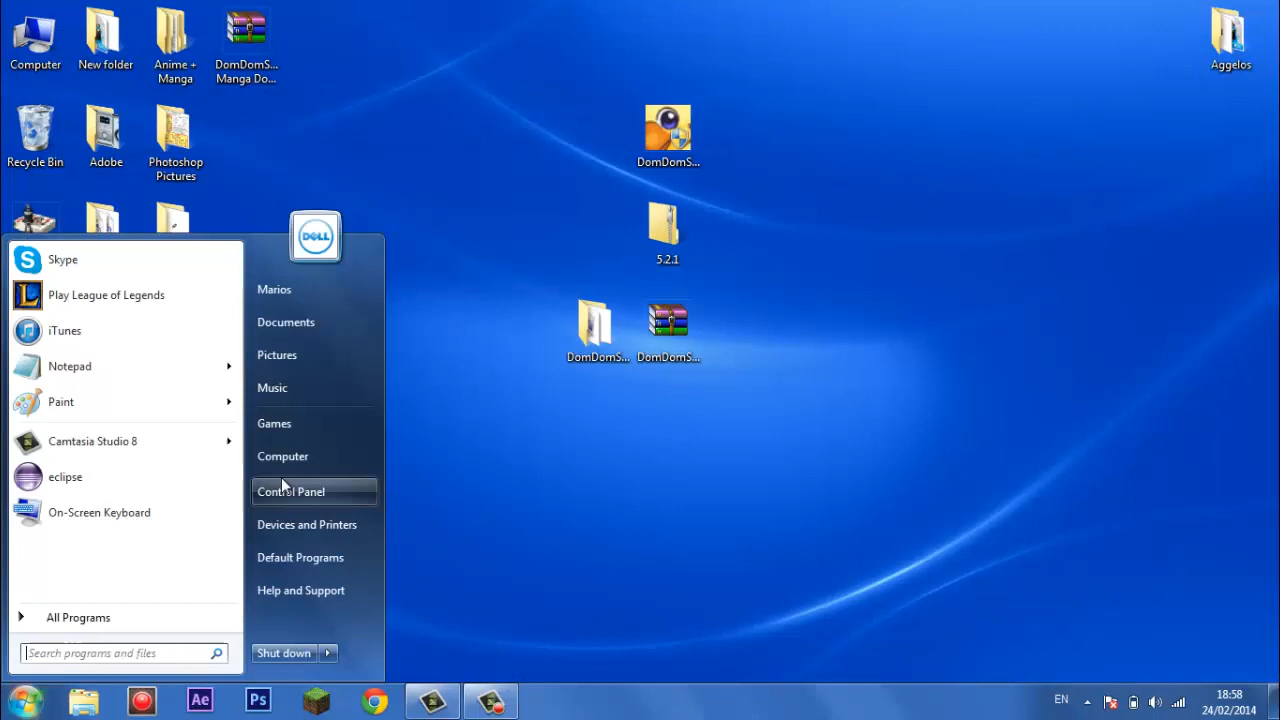 Computer
New folder
Anime +
Manga
DomDomS...
Manga Do...
Aggelos
Recycle Bin
Adobe
Photoshop
Pictures
DomDomS...
5.2.1
DomDomS...
DomDomS...
DELL
Skype
Play League of Legends
iTunes
Notepad
Paint
Camtasia Studio 8
eclipse
On-Screen Keyboard
All Programs
Search programs and files
Marios
Documents
Pictures
Music
Games
Computer
Control Panel
Devices and Printers
Default Programs
Help and Support
Shut down
Ae
Ps
EN
18:58
24/02/2014